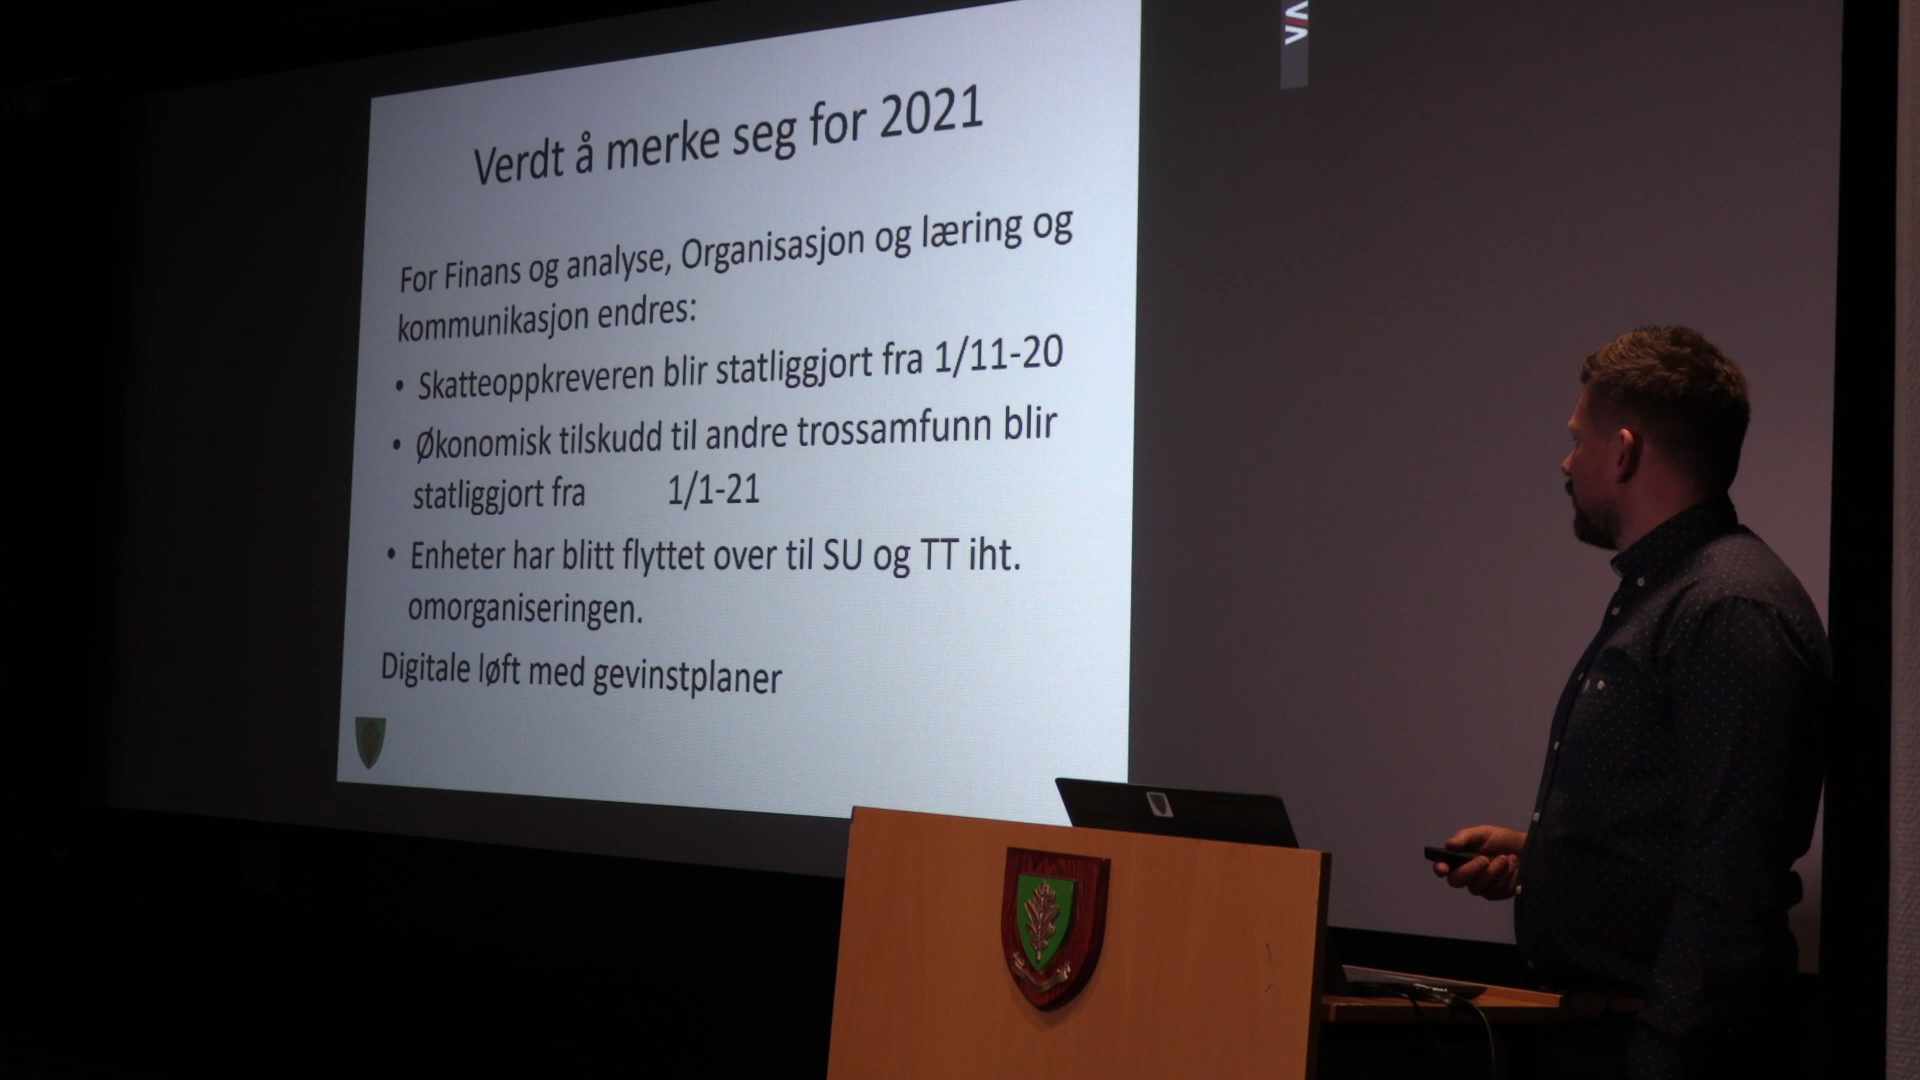 Verdt å merke seg for 2021
For Finans og analyse, Organisasjon og læring og
kommunikasjon endres:
• Skatteoppkreveren blir statliggjort fra 1/11-20
• Økonomisk tilskudd til andre trossamfunn blir
statliggjort fra 1/1-21
• Enheter har blitt flyttet over til SU og TT iht.
omorganiseringen.
Digitale løft med gevinstplaner